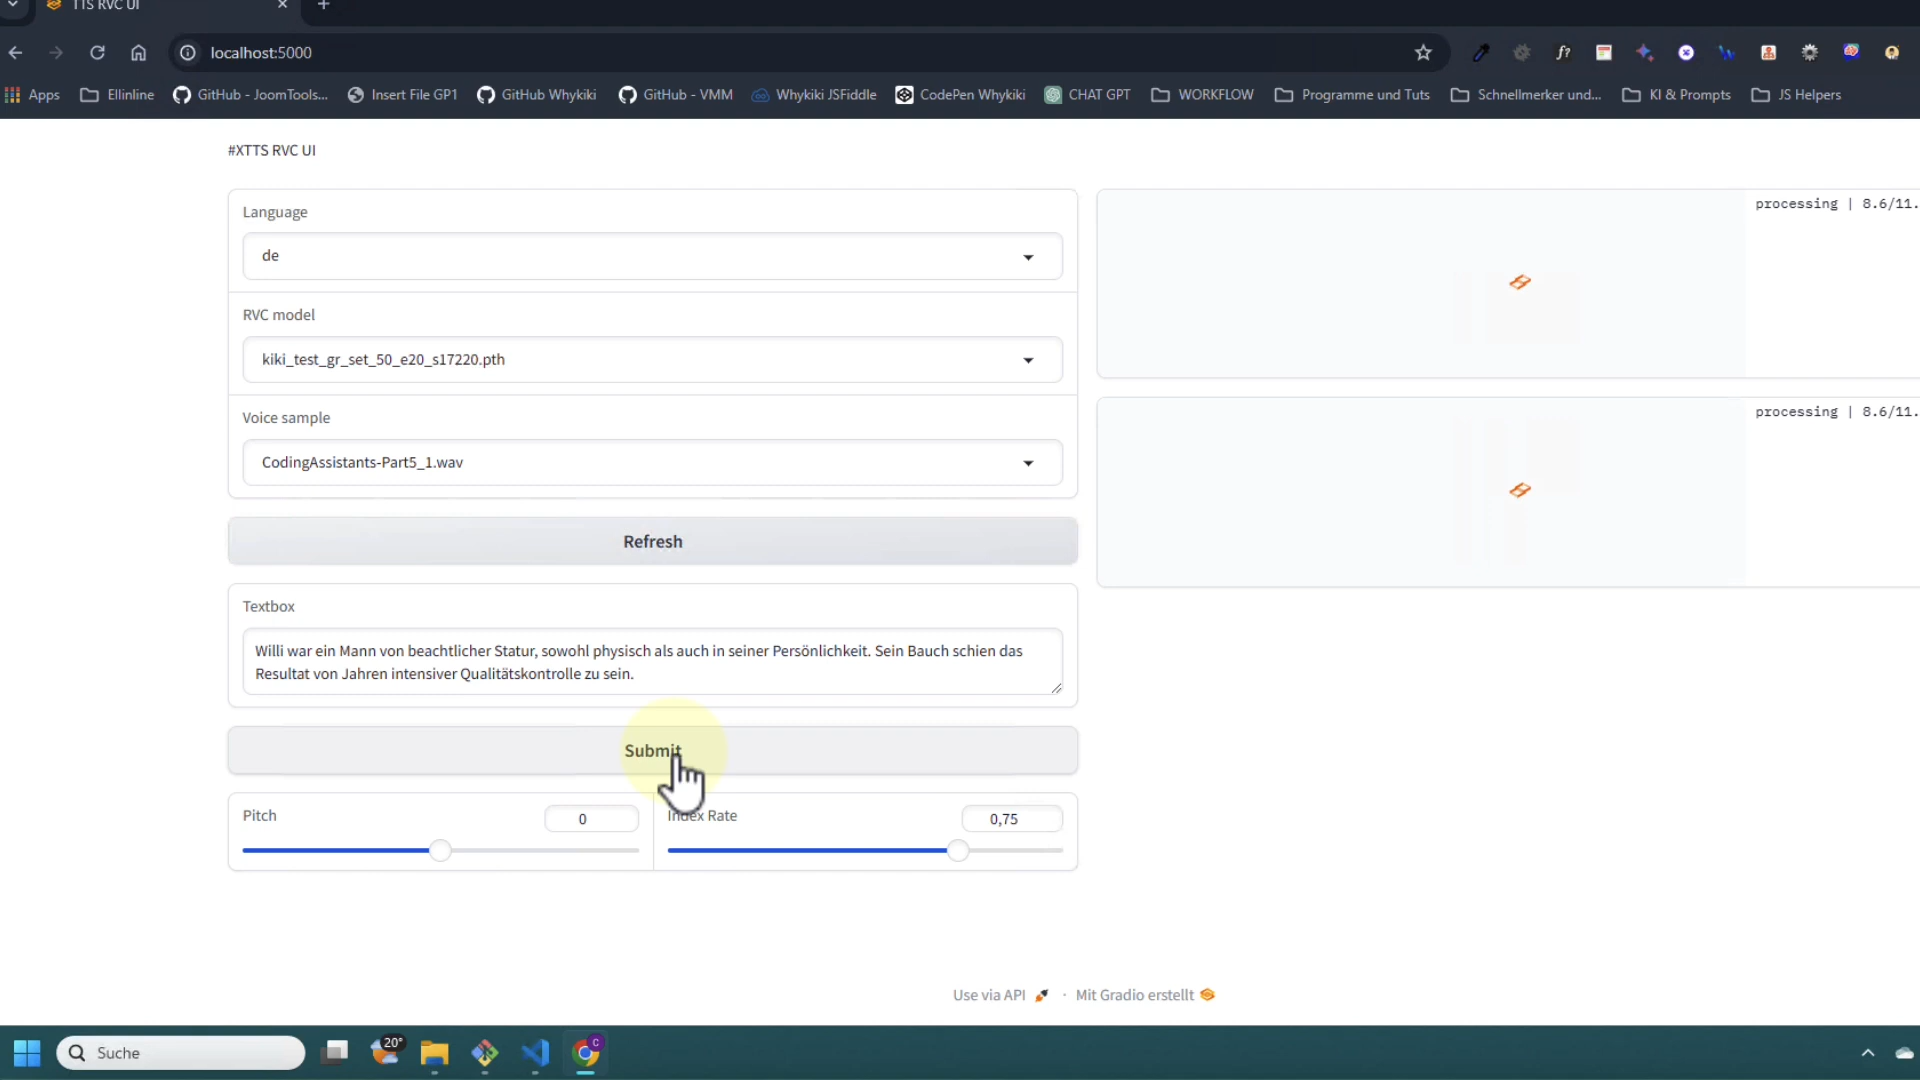 TTS RVC UI
localhost:5000
f?
Apps
Ellinline
GitHub - JoomTools...
Insert File GP1
GitHub Whykiki
GitHub - VMM
Whykiki JSFiddle
CodePen Whykiki
CHAT GPT
WORKFLOW
Programme und Tuts
Schnellmerker und...
KI & Prompts
JS Helpers
#XTTS RVC UI
Language
de
RVC model
kiki_test_gr_set_50_e20_s17220.pth
Voice sample
CodingAssistants-Part5_1.wav
Refresh
Textbox
Willi war ein Mann von beachtlicher Statur, sowohl physisch als auch in seiner Persönlichkeit. Sein Bauch schien das
Resultat von Jahren intensiver Qualitätskontrolle zu sein.
Submit
Pitch
0
Index Rate
0,75
processing | 8.6/11.
processing | 8.6/11.
Use via API · Mit Gradio erstellt
Suche
20°
C